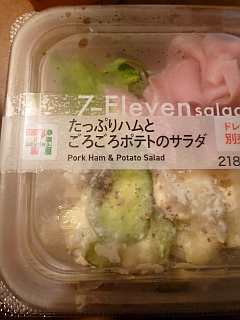 7-Eleven salad
たっぷりハムと
ごろごろポテトのサラダ
Pork Ham & Potato Salad
ドレ
別売
218